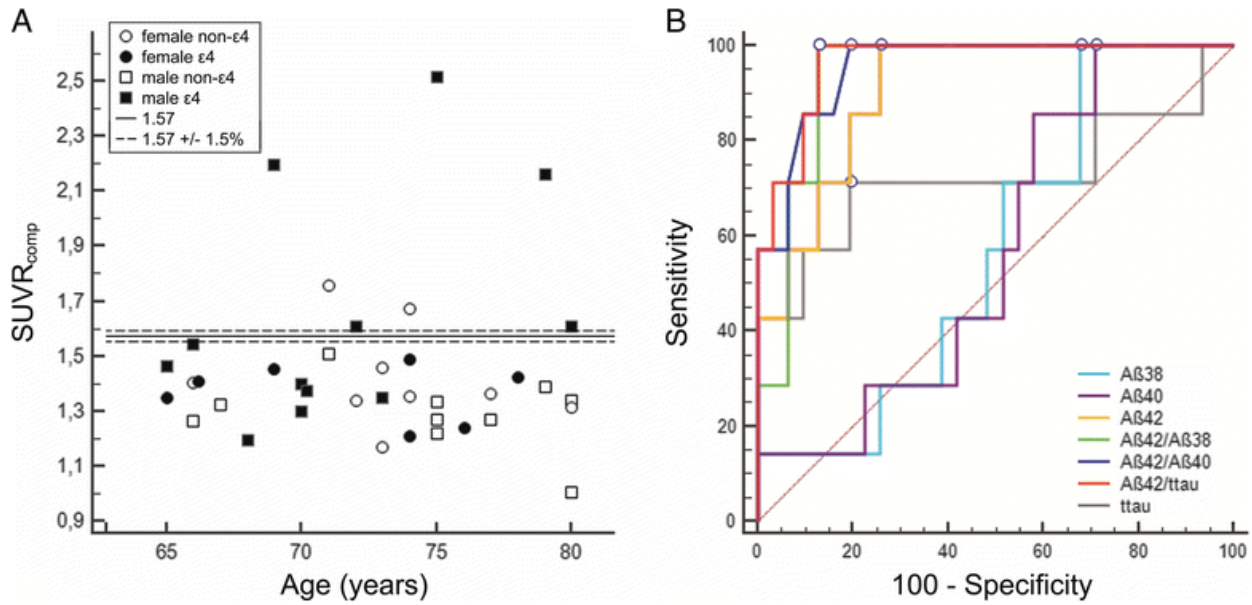 A
female non-ε4
female ε4
male non-ε4
male ε4
1.57
1.57 +/- 1.5%
2,5
2,3
2,1
1,9
1,7
1,5
1,3
1,1
0,9
SUVRcomp
65 70 75 80
Age (years)
B
100
80
60
40
20
0
Sensitivity
Aß38
Aß40
Aß42
Aß42/Aß38
Aß42/Aß40
Aß42/ttau
ttau
0 20 40 60 80 100
100 - Specificity